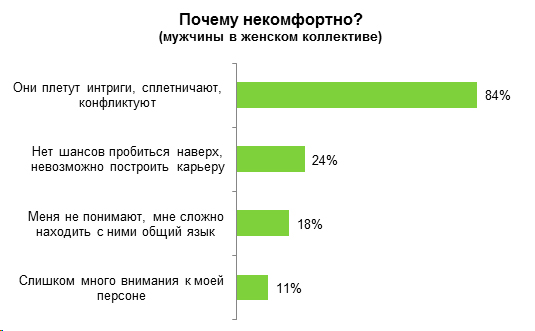 Почему некомфортно?
(мужчины в женском коллективе)
Они плетут интриги, сплетничают,
конфликтуют
84%
Нет шансов пробиться наверх,
невозможно построить карьеру
24%
Меня не понимают, мне сложно
находить с ними общий язык
18%
Слишком много внимания к моей
персоне
11%